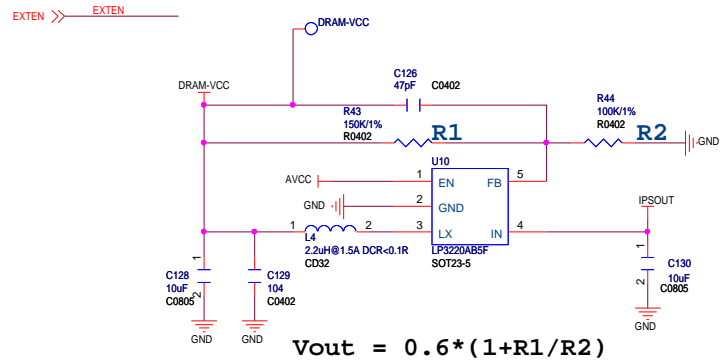 EXTEN EXTEN
DRAM-VCC
DRAM-VCC
C126
47pF C0402
R43
150K/1%
R0402
R1
R44
100K/1%
R0402
R2
GND
U10
AVCC 1 EN FB 5
GND 2 GND
1 2 3 LX IN 4
IPSOUT
L4
2.2uH@1.5A DCR<0.1R
CD32
LP3220AB5F
SOT23-5
1
2
C128
10uF
C0805
C129
104
C0402
1
2
C130
10uF
C0805
GND GND GND
Vout = 0.6*(1+R1/R2)